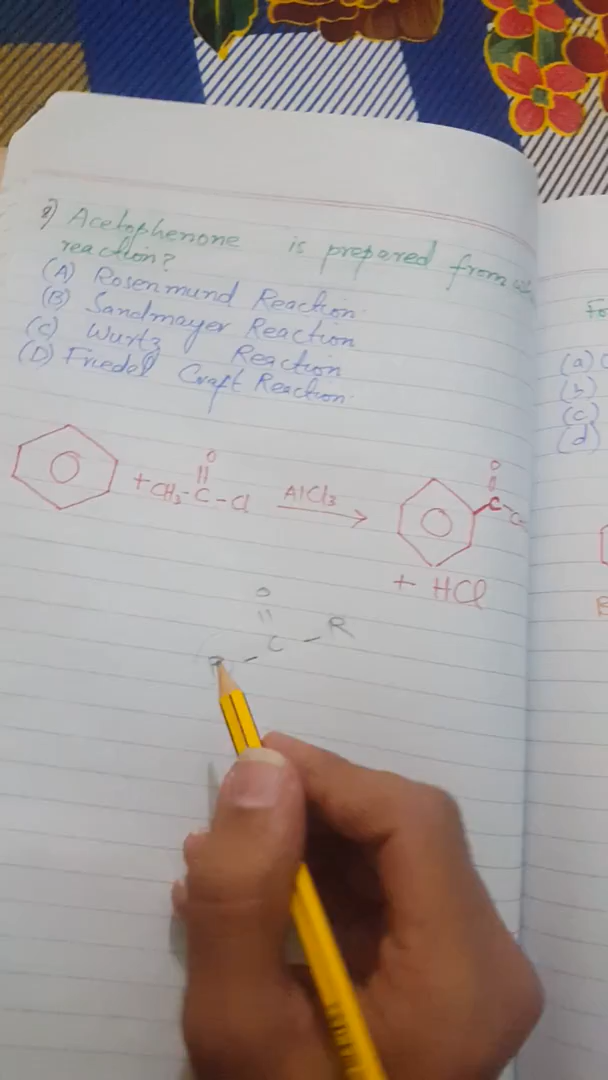 8) Acetophenone is prepared from
reaction?
(A) Rosenmund Reaction.
(B) Sandmayer Reaction
(C) Wurtz Reaction
(D) Friedel Craft Reaction.
O
+ CH3-C-Cl AlCl3
O
C
+ HCl
O
C - R
(a)
(b)
(c)
(d)